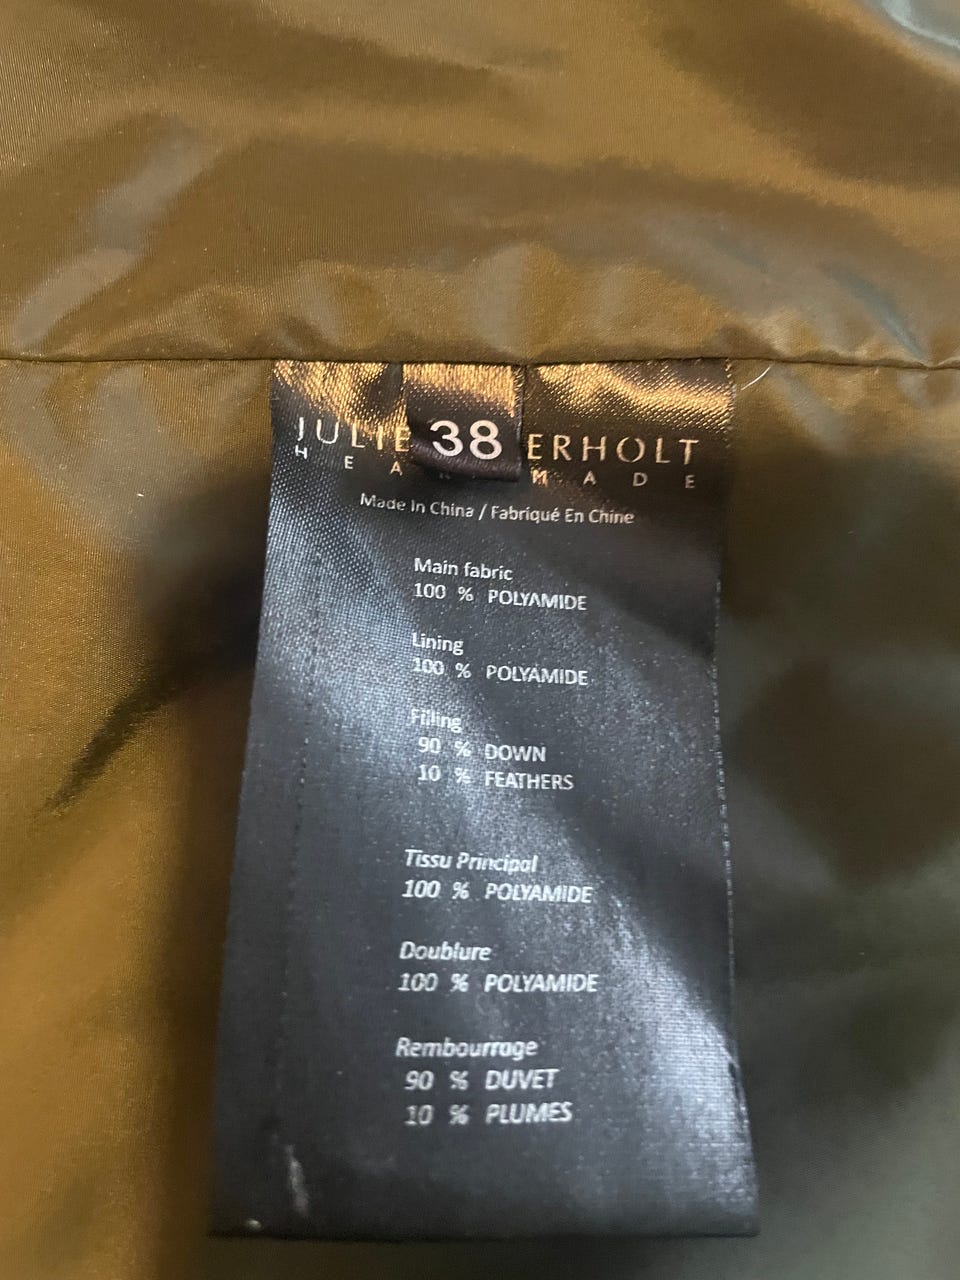 JULIE 38 ERHOLT
H E A M A D E
Made In China / Fabriqué En Chine
Main fabric
100 % POLYAMIDE
Lining
100 % POLYAMIDE
Filling
90 % DOWN
10 % FEATHERS
Tissu Principal
100 % POLYAMIDE
Doublure
100 % POLYAMIDE
Rembourrage
90 % DUVET
10 % PLUMES